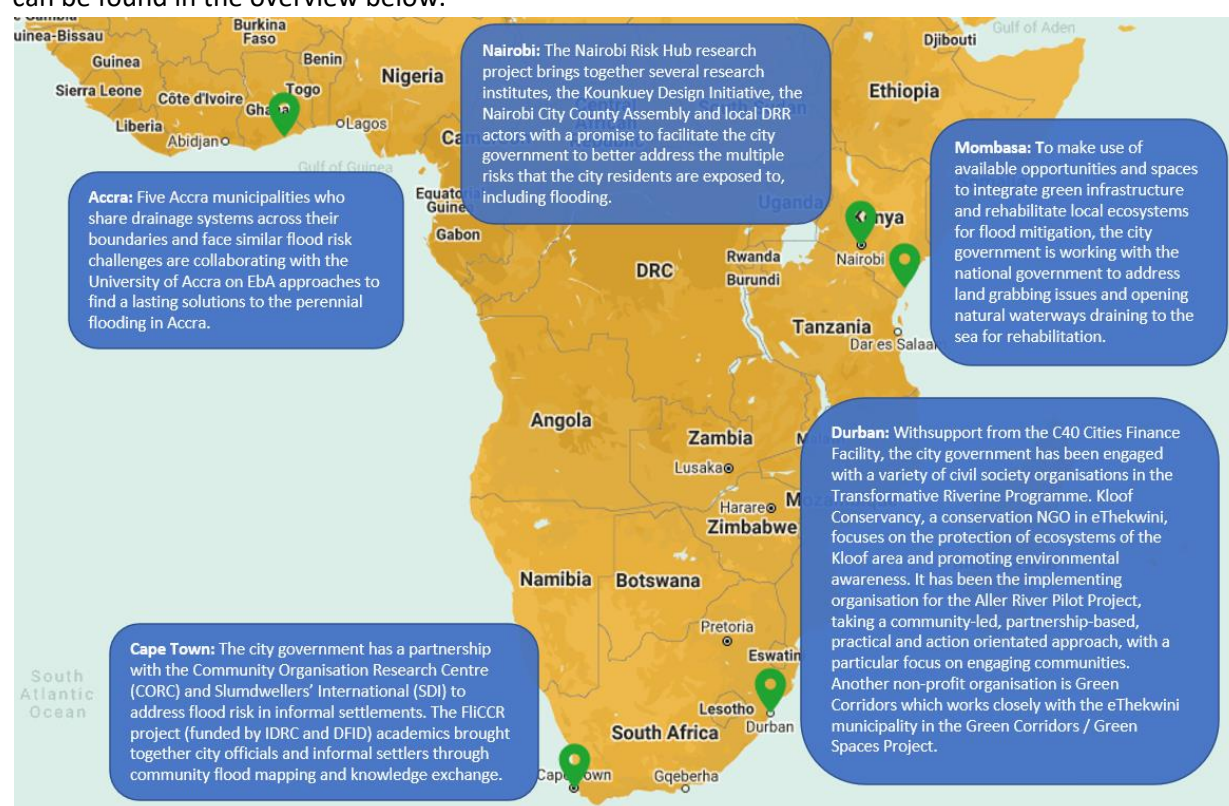 can be found in the overview below.
Burkina
Faso
uinea-Bissau
Guinea
Benin
Sierra Leone
Côte d'Ivoire
Togo
Nigeria
Liberia
Abidjan
Lagos
Gulf of Guinea
Djibouti
Gulf of Aden
Ethiopia
Nairobi: The Nairobi Risk Hub research
project brings together several research
institutes, the Kounkuey Design Initiative, the
Nairobi City County Assembly and local DRR
actors with a promise to facilitate the city
government to better address the multiple
risks that the city residents are exposed to,
including flooding.
Mombasa: To make use of
available opportunities and spaces
to integrate green infrastructure
and rehabilitate local ecosystems
for flood mitigation, the city
government is working with the
national government to address
land grabbing issues and opening
natural waterways draining to the
sea for rehabilitation.
Accra: Five Accra municipalities who
share drainage systems across their
boundaries and face similar flood risk
challenges are collaborating with the
University of Accra on EbA approaches to
find a lasting solutions to the perennial
flooding in Accra.
Gabon
Uganda
Nairobi
Rwanda
Burundi
DRC
Tanzania
Dar es Salaam
Angola
Zambia
Lusaka
Harare
Zimbabwe
Namibia
Botswana
Pretoria
Eswatin
Lesotho
Durban
South Africa
Gqeberha
South
Atlantic
Ocean
Durban: Withsupport from the C40 Cities Finance
Facility, the city government has been engaged
with a variety of civil society organisations in the
Transformative Riverine Programme. Kloof
Conservancy, a conservation NGO in eThekwini,
focuses on the protection of ecosystems of the
Kloof area and promoting environmental
awareness. It has been the implementing
organisation for the Aller River Pilot Project,
taking a community-led, partnership-based,
practical and action orientated approach, with a
particular focus on engaging communities.
Another non-profit organisation is Green
Corridors which works closely with the eThekwini
municipality in the Green Corridors / Green
Spaces Project.
Cape Town: The city government has a partnership
with the Community Organisation Research Centre
(CORC) and Slumdwellers' International (SDI) to
address flood risk in informal settlements. The FliCCR
project (funded by IDRC and DFID) academics brought
together city officials and informal settlers through
community flood mapping and knowledge exchange.